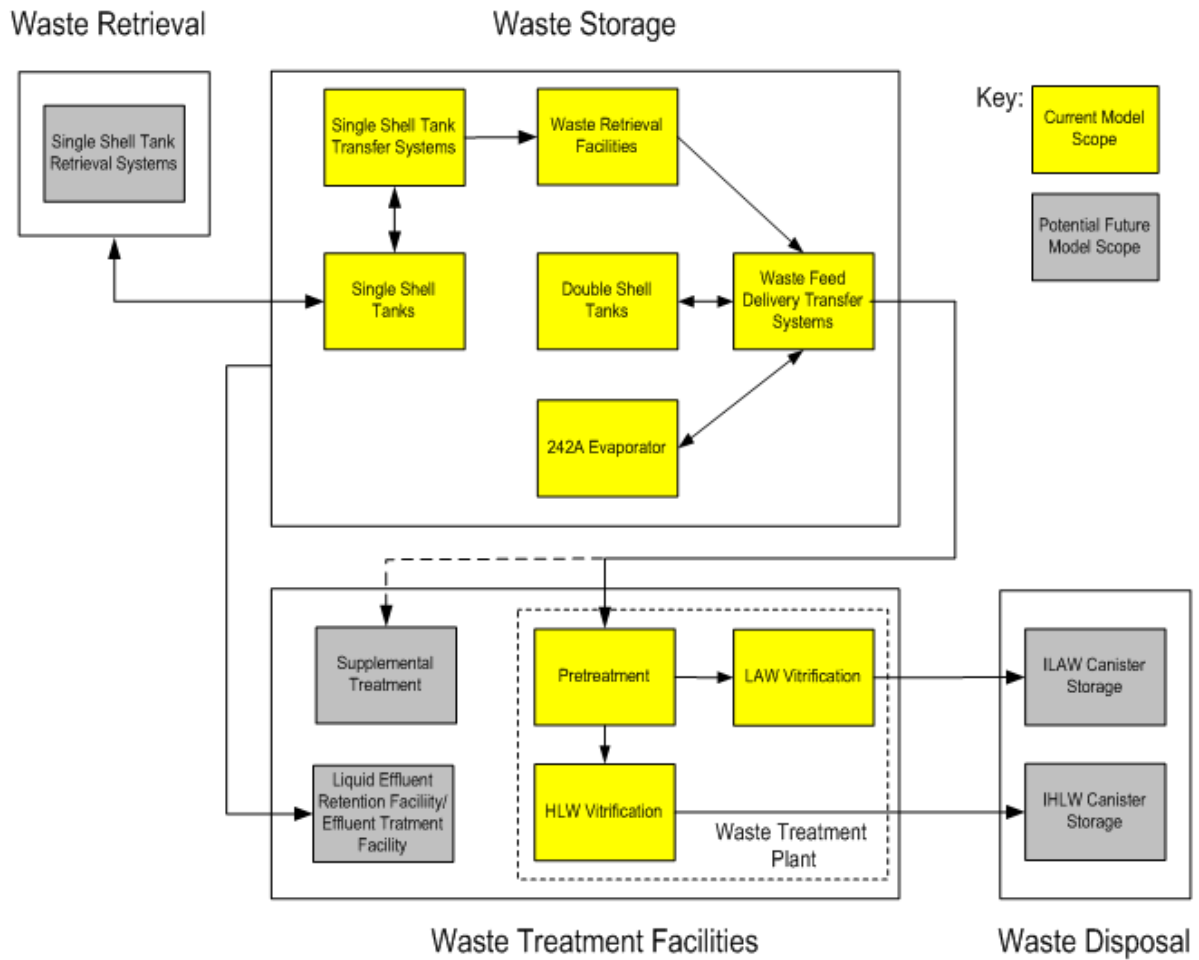 Waste Retrieval
Waste Storage
Single Shell Tank
Retrieval Systems
Single Shell Tank
Transfer Systems
Waste Retrieval
Facilities
Key:
Current Model
Scope
Potential Future
Model Scope
Single Shell
Tanks
Double Shell
Tanks
Waste Feed
Delivery Transfer
Systems
242A Evaporator
Supplemental
Treatment
Pretreatment
LAW Vitrification
ILAW Canister
Storage
Liquid Effluent
Retention Faciliity/
Effluent Tratment
Facility
HLW Vitrification
Waste Treatment
Plant
IHLW Canister
Storage
Waste Treatment Facilities
Waste Disposal